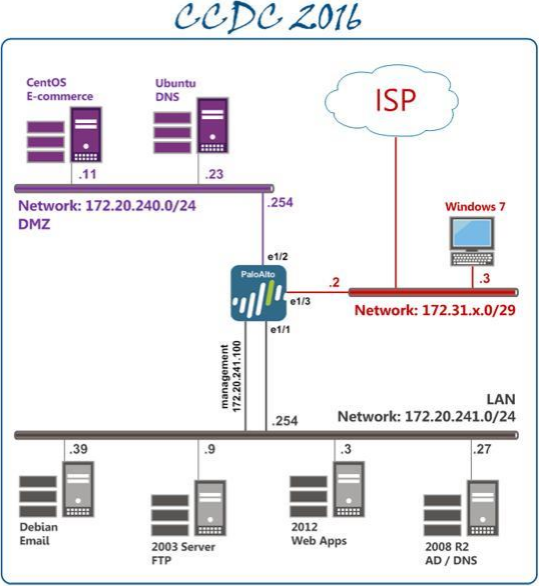 CCDC 2016
CentOS
E-commerce
Ubuntu
DNS
ISP
.11
.23
Network: 172.20.240.0/24
DMZ
.254
Windows 7
e1/2
PaloAlto
.2
.3
e1/3
Network: 172.31.x.0/29
e1/1
management
172.20.241.100
LAN
.254
Network: 172.20.241.0/24
.39
.9
.3
.27
Debian
Email
2003 Server
FTP
2012
Web Apps
2008 R2
AD / DNS